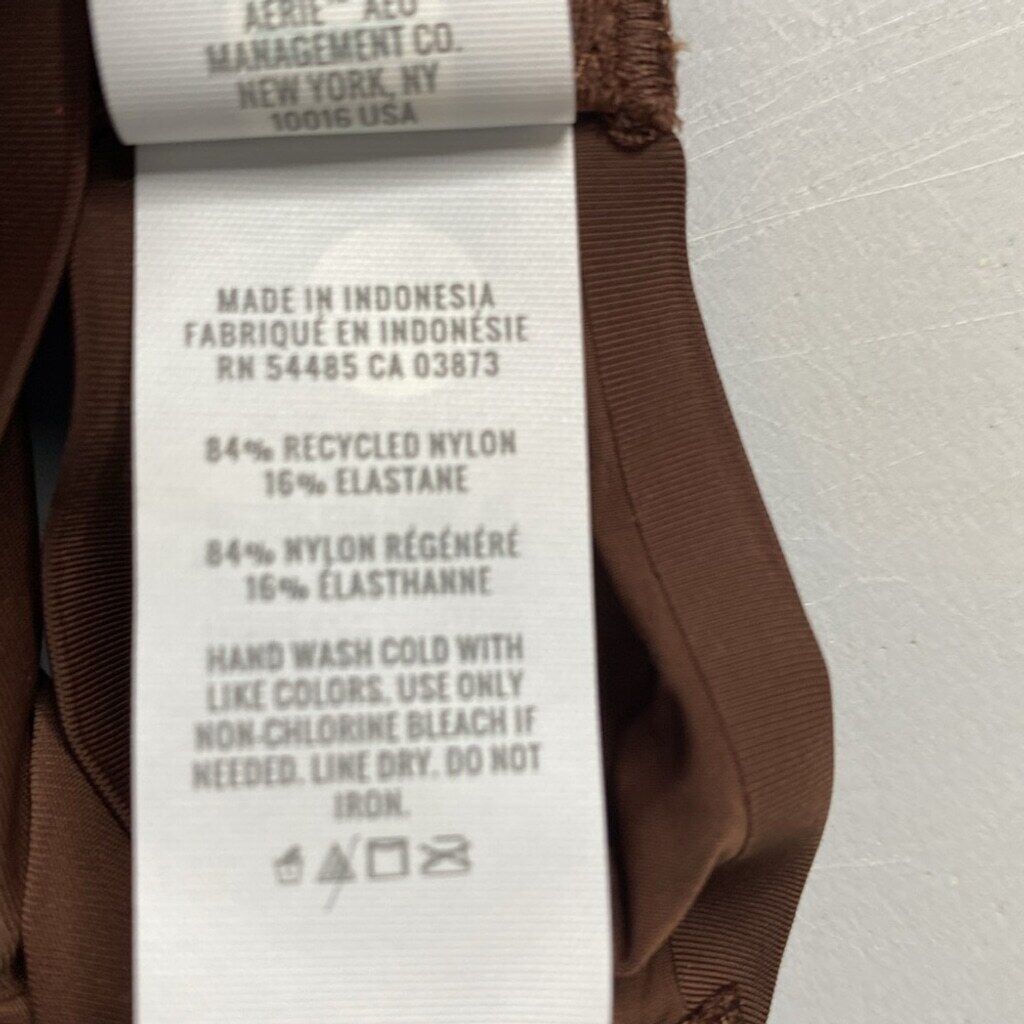 AERIE™ AEO
MANAGEMENT CO.
NEW YORK, NY
10016 USA
MADE IN INDONESIA
FABRIQUÉ EN INDONÉSIE
RN 54485 CA 03873
84% RECYCLED NYLON
16% ELASTANE
84% NYLON RÉGÉNÉRÉ
16% ÉLASTHANNE
HAND WASH COLD WITH
LIKE COLORS. USE ONLY
NON-CHLORINE BLEACH IF
NEEDED. LINE DRY. DO NOT
IRON.